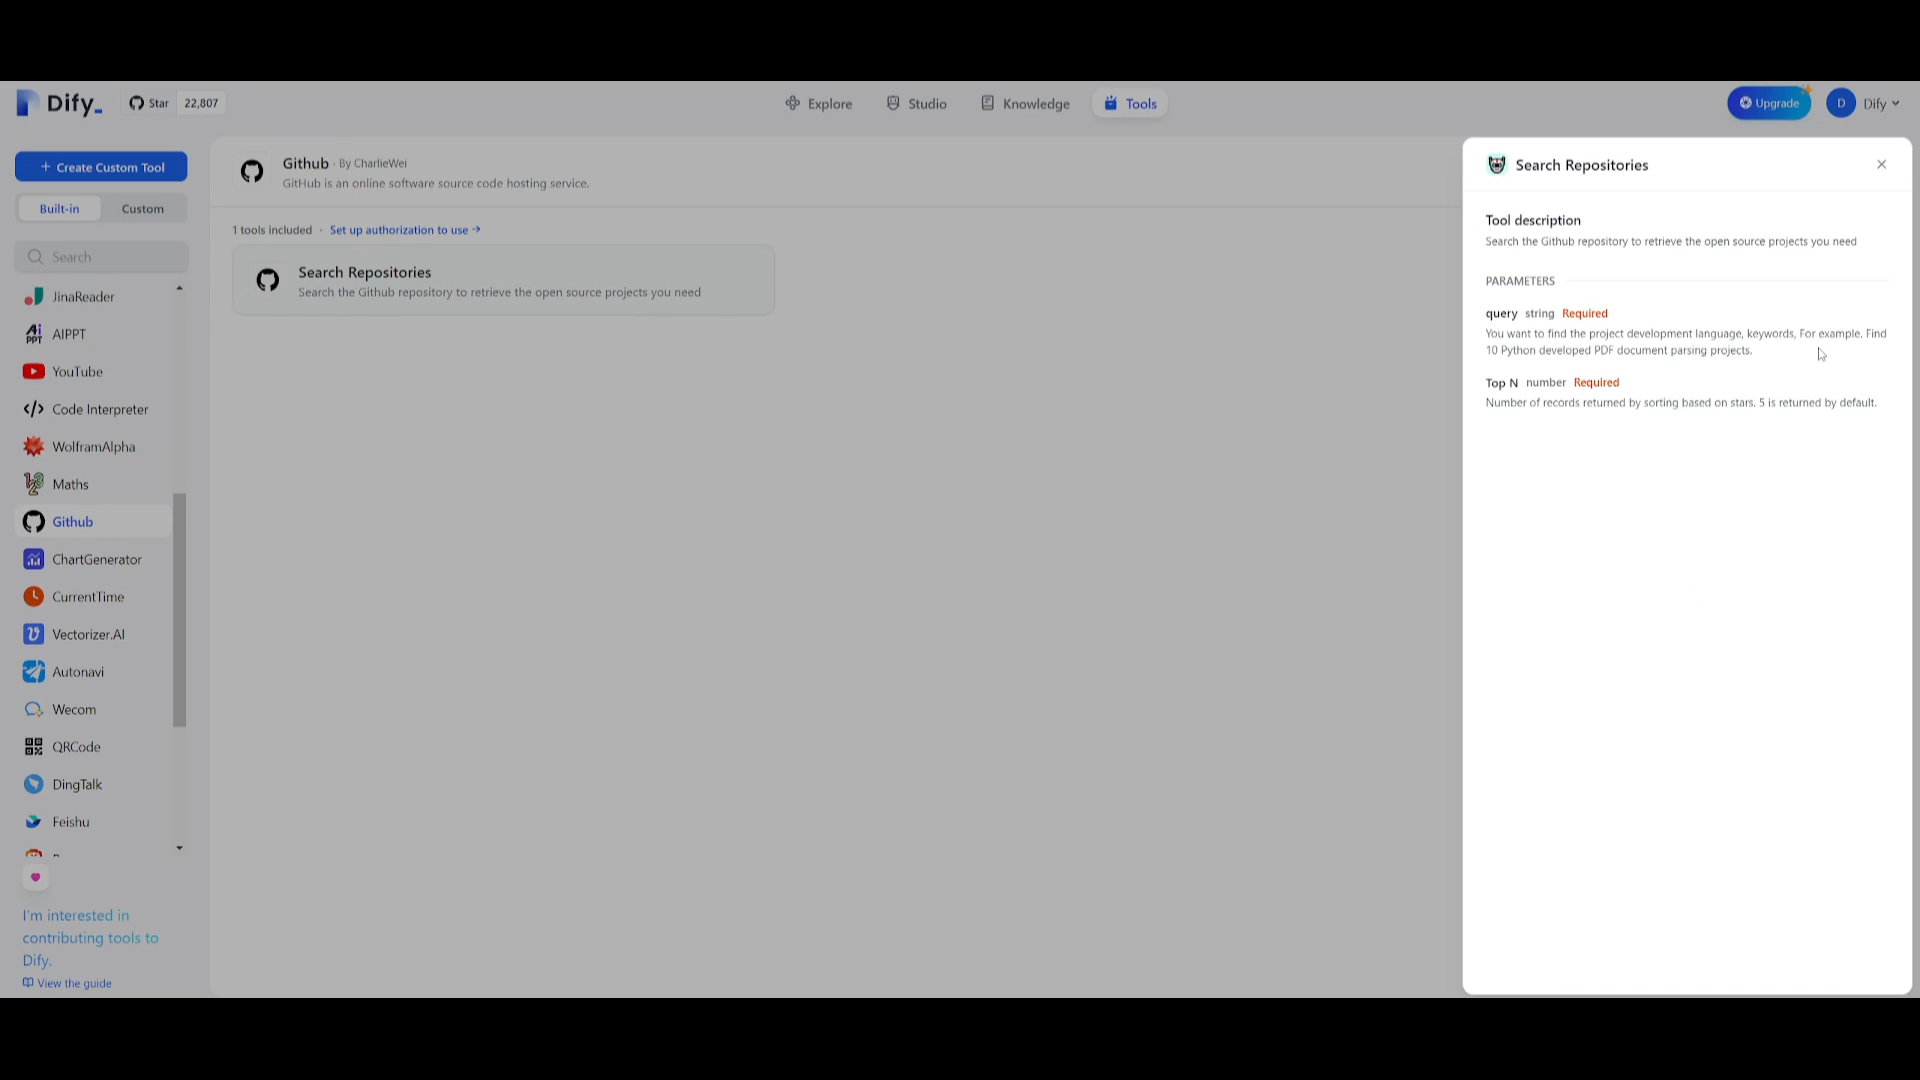 Dify_
Star 22,807
Explore
Studio
Knowledge
Tools
Upgrade
D
Dify
+ Create Custom Tool
Built-in
Custom
Search
JinaReader
AIPPT
YouTube
Code Interpreter
WolframAlpha
Maths
Github
ChartGenerator
CurrentTime
Vectorizer.AI
Autonavi
Wecom
QRCode
DingTalk
Feishu
I'm interested in
contributing tools to
Dify.
View the guide
Github · By CharlieWei
GitHub is an online software source code hosting service.
1 tools included · Set up authorization to use →
Search Repositories
Search the Github repository to retrieve the open source projects you need
Search Repositories
Tool description
Search the Github repository to retrieve the open source projects you need
PARAMETERS
query string Required
You want to find the project development language, keywords, For example. Find
10 Python developed PDF document parsing projects.
Top N number Required
Number of records returned by sorting based on stars. 5 is returned by default.